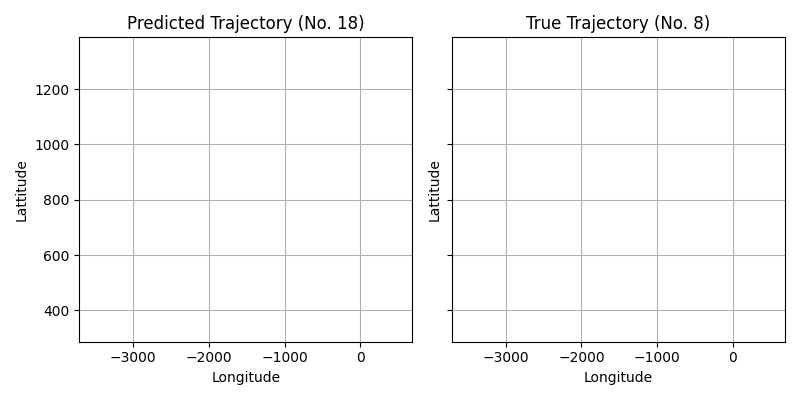 Predicted Trajectory (No. 18)
Lattitude
1200
1000
800
600
400
−3000 −2000 −1000 0
Longitude
True Trajectory (No. 8)
Lattitude
−3000 −2000 −1000 0
Longitude